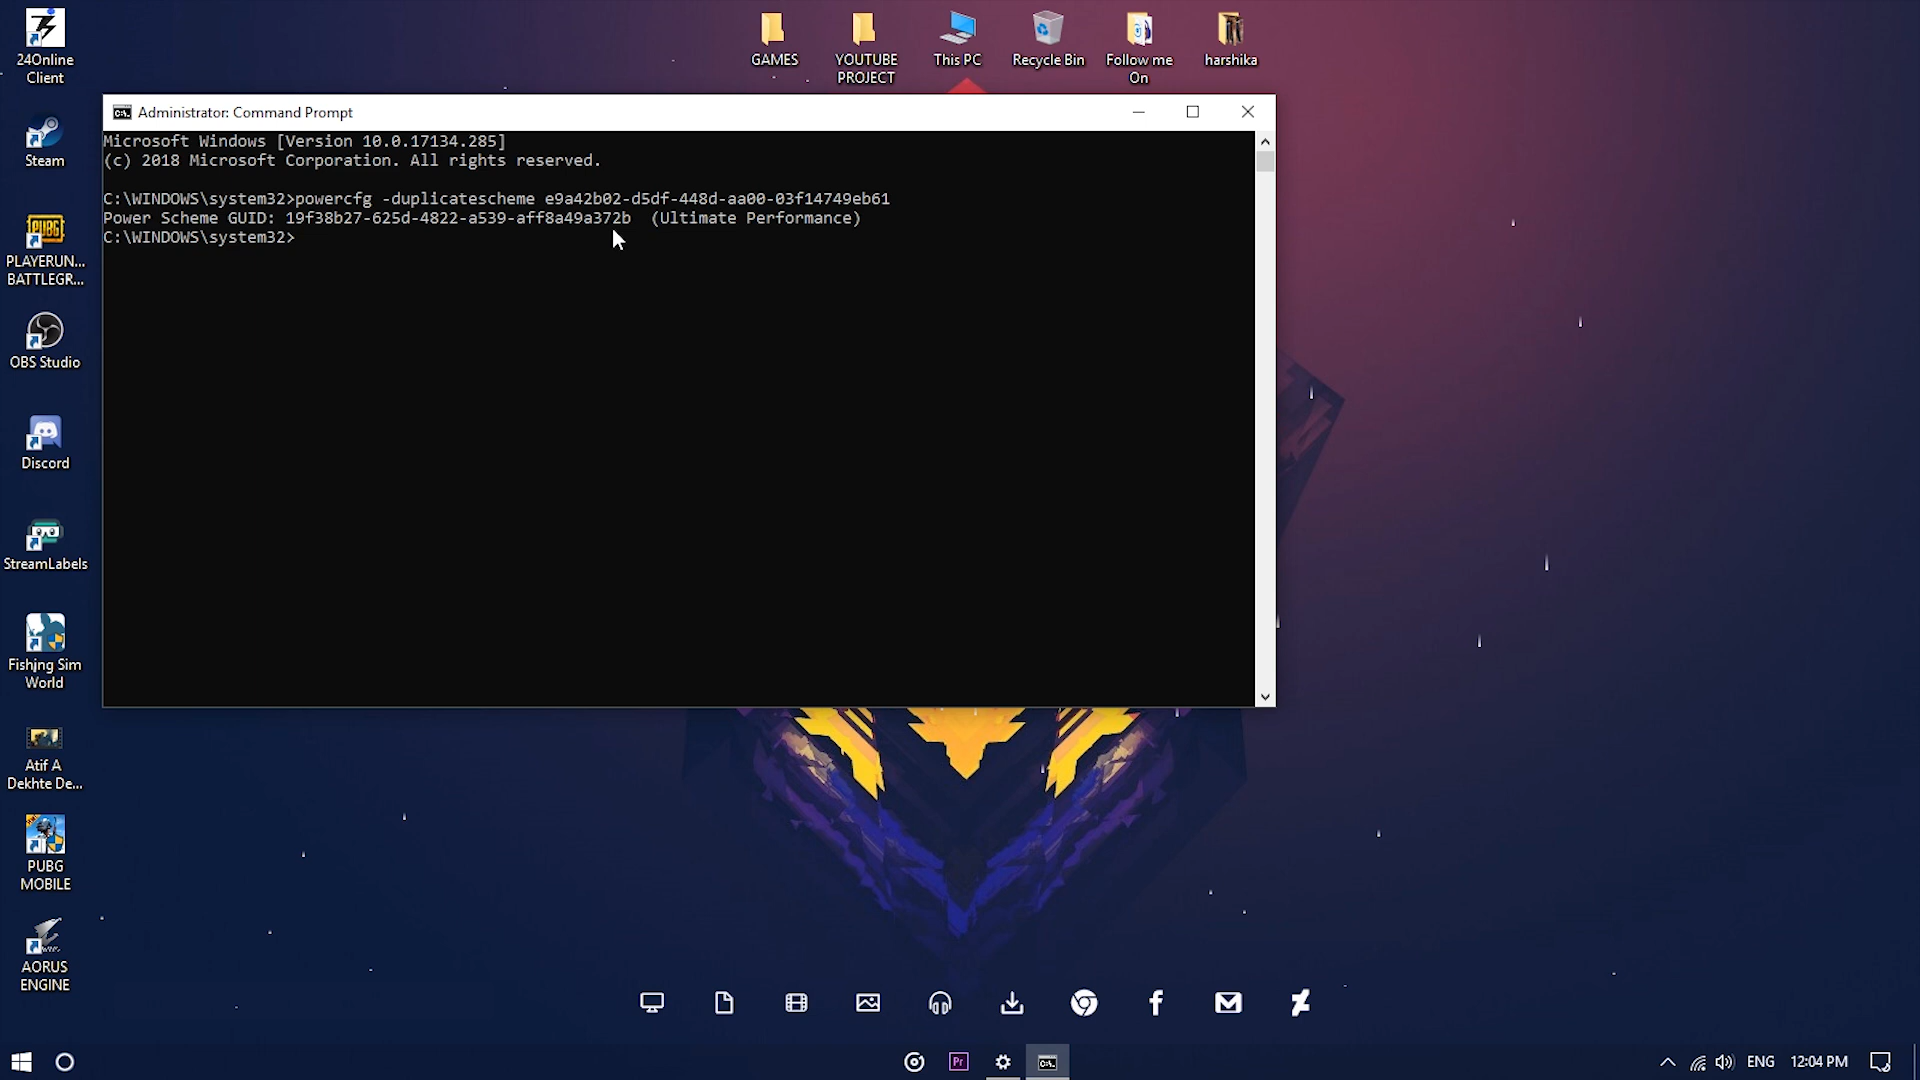 24Online
Client
GAMES
YOUTUBE
PROJECT
This PC
Recycle Bin
Follow me
On
harshika
Administrator: Command Prompt
Microsoft Windows [Version 10.0.17134.285]
(c) 2018 Microsoft Corporation. All rights reserved.
C:\WINDOWS\system32>powercfg -duplicatescheme e9a42b02-d5df-448d-aa00-03f14749eb61
Power Scheme GUID: 19f38b27-625d-4822-a539-aff8a49a372b  (Ultimate Performance)
C:\WINDOWS\system32>
Steam
PUBG
PLAYERUN...
BATTLEGR...
OBS Studio
Discord
StreamLabels
Fishing Sim
World
Atif A
Dekhte De...
PUBG
MOBILE
AORUS
ENGINE
Pr
ENG
12:04 PM